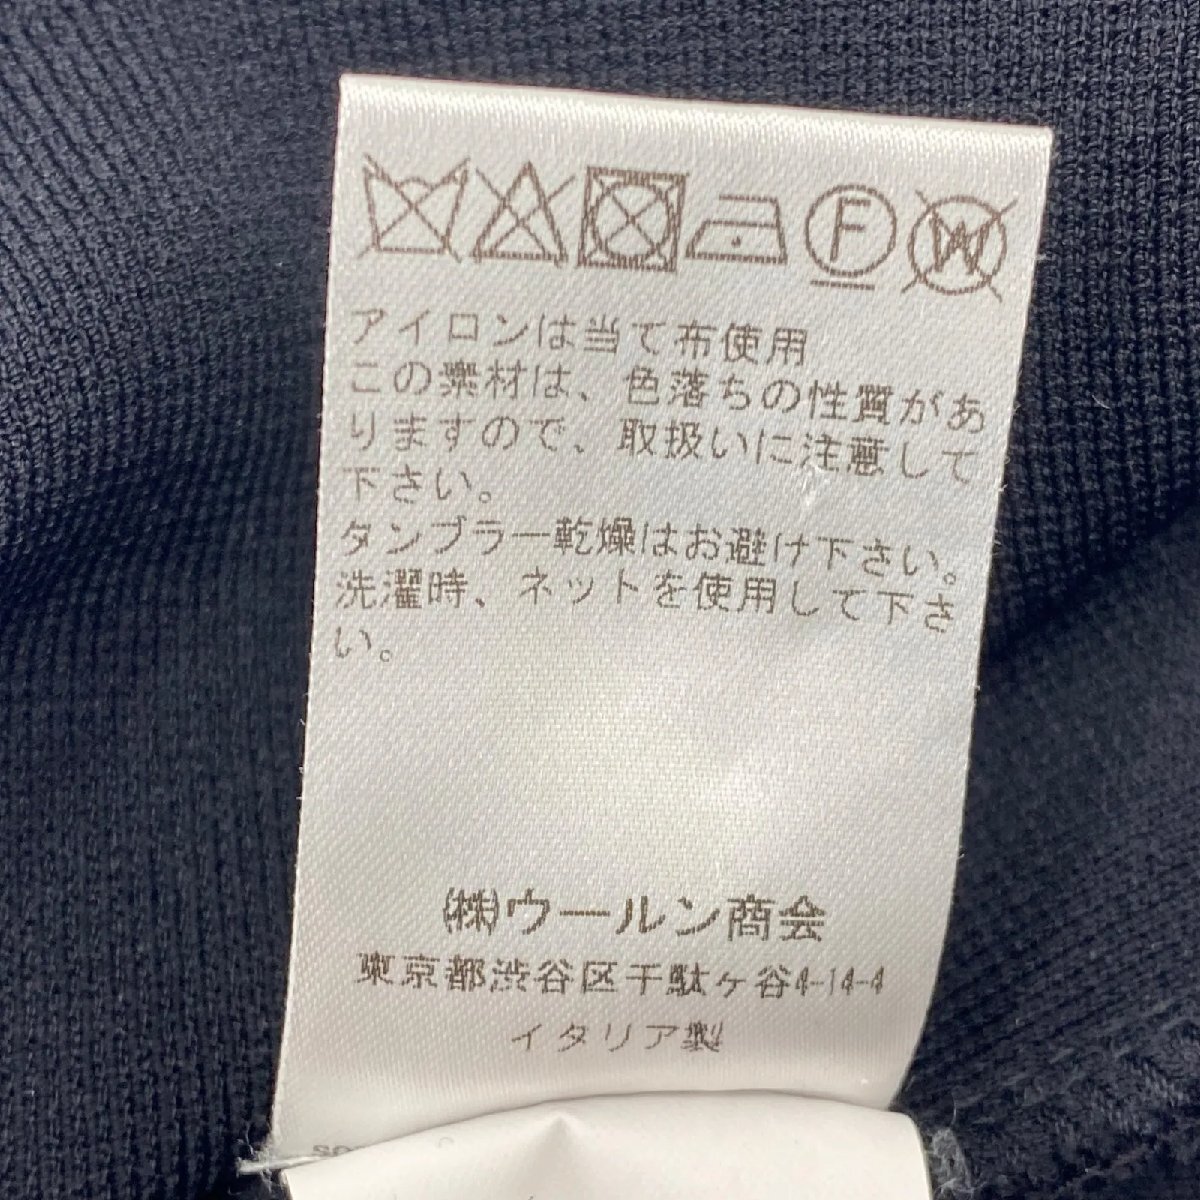 F W
アイロンは当て布使用
この素材は、色落ちの性質があ
りますので、取扱いに注意して
下さい。
タンブラー乾燥はお避け下さい。
洗濯時、ネットを使用して下さ
い。
(株)ウールン商会
東京都渋谷区千駄ヶ谷4-14-4
イタリア製